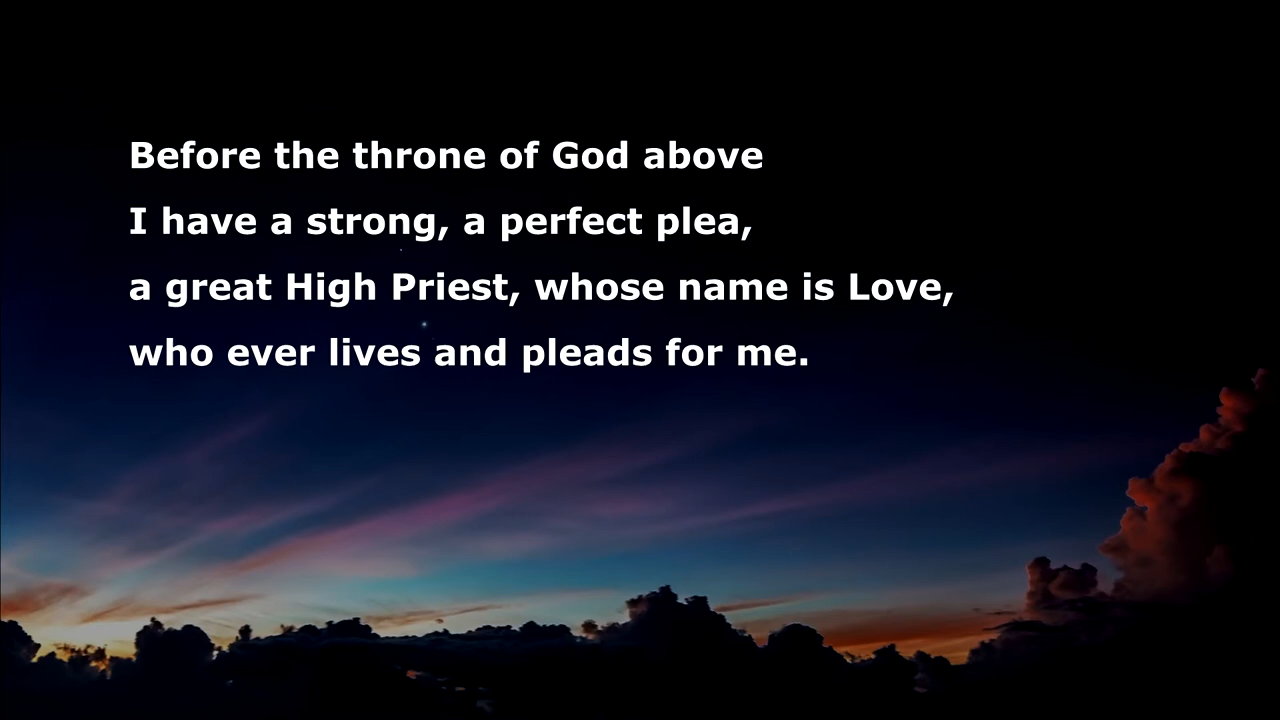 Before the throne of God above
I have a strong, a perfect plea,
a great High Priest, whose name is Love,
who ever lives and pleads for me.